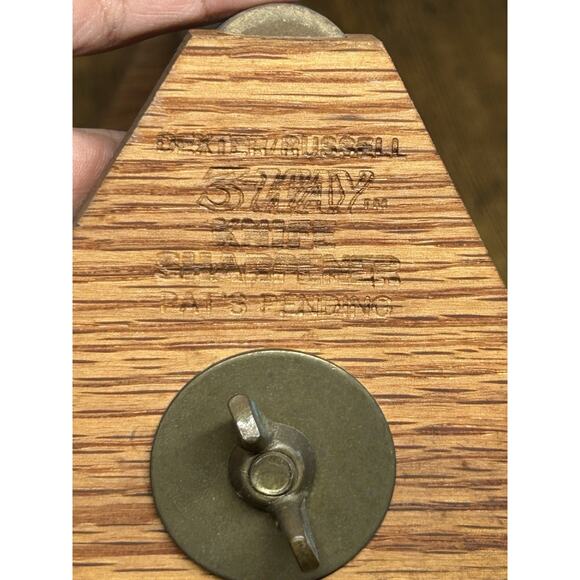 DEXTER/RUSSELL
3-WAY™
KNIFE
SHARPENER
PAT'S PENDING